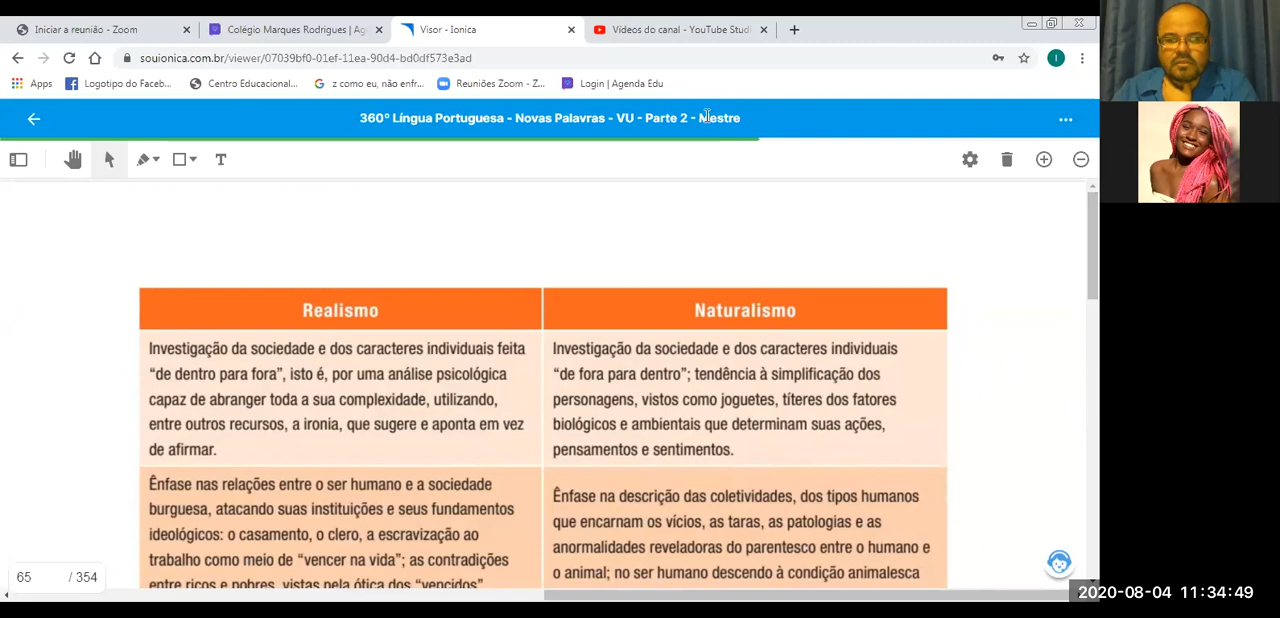 Iniciar a reunião - Zoom
Colégio Marques Rodrigues | Ag
Visor - Ionica
Vídeos do canal - YouTube Studi
souionica.com.br/viewer/07039bf0-01ef-11ea-90d4-bd0df573e3ad
I
Apps
Logotipo do Faceb...
Centro Educacional...
z como eu, não enfr...
Reuniões Zoom - Z...
Login | Agenda Edu
360º Língua Portuguesa - Novas Palavras - VU - Parte 2 - Mestre
T
Realismo
Naturalismo
Investigação da sociedade e dos caracteres individuais feita
“de dentro para fora”, isto é, por uma análise psicológica
capaz de abranger toda a sua complexidade, utilizando,
entre outros recursos, a ironia, que sugere e aponta em vez
de afirmar.
Investigação da sociedade e dos caracteres individuais
“de fora para dentro”; tendência à simplificação dos
personagens, vistos como joguetes, títeres dos fatores
biológicos e ambientais que determinam suas ações,
pensamentos e sentimentos.
Ênfase nas relações entre o ser humano e a sociedade
burguesa, atacando suas instituições e seus fundamentos
ideológicos: o casamento, o clero, a escravização ao
trabalho como meio de “vencer na vida”; as contradições
entre ricos e pobres, vistas pela ótica dos “vencidos”
Ênfase na descrição das coletividades, dos tipos humanos
que encarnam os vícios, as taras, as patologias e as
anormalidades reveladoras do parentesco entre o humano e
o animal; no ser humano descendo à condição animalesca
65 / 354
2020-08-04 11:34:49